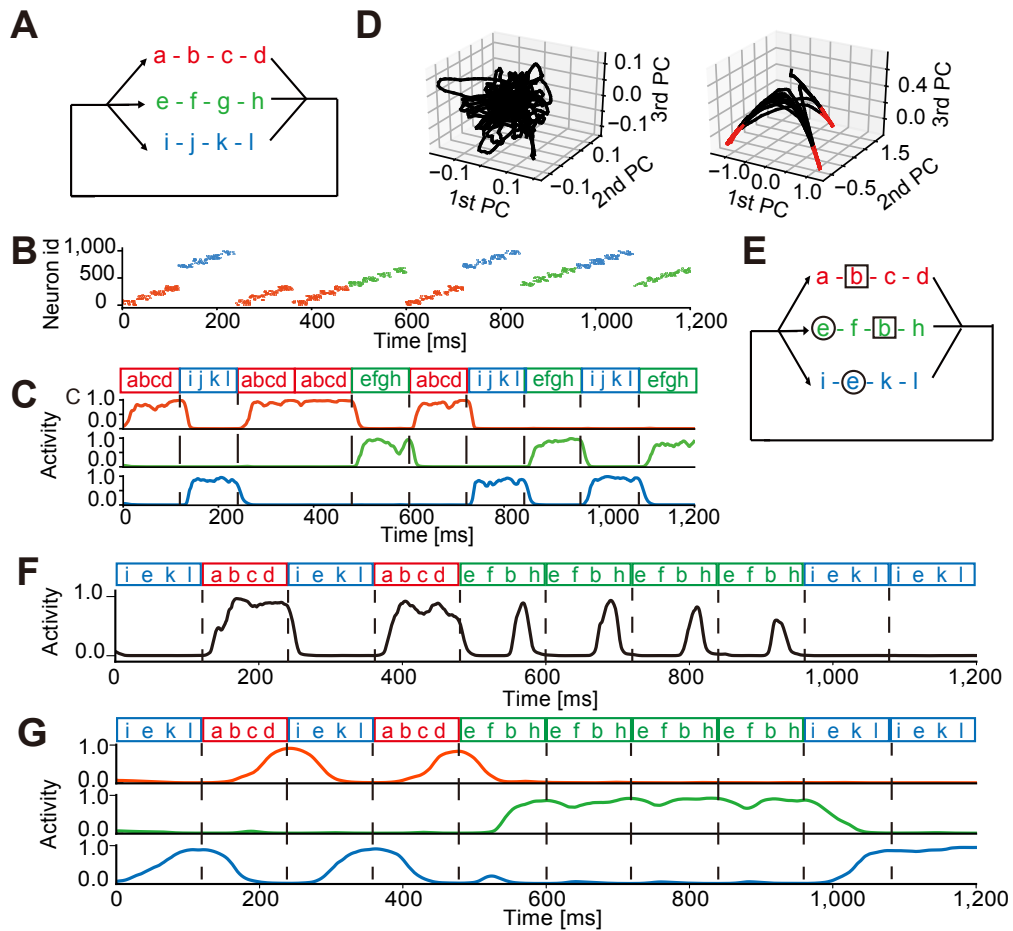 A
a - b - c - d
e - f - g - h
i - j - k - l
D
0.1
0.0
−0.1
3rd PC
−0.1
0.1
1st PC
−0.1
0.1
2nd PC
0.4
0.0
3rd PC
−1.0
0.0
1.0
1st PC
−0.5
1.5
2nd PC
B
Neuron id
1,000
500
0
0 200 400 600 800 1,000 1,200
Time [ms]
C
C
abcd i j k l abcd abcd efgh abcd i j k l efgh i j k l efgh
Activity
1.0
0.0
1.0
0.0
1.0
0.0
0 200 400 600 800 1,000 1,200
Time [ms]
E
a - b - c - d
e - f - b - h
i - e - k - l
F
i e k l a b c d i e k l a b c d e f b h e f b h e f b h e f b h i e k l i e k l
Activity
1.0
0.0
0 200 400 600 800 1,000 1,200
Time [ms]
G
i e k l a b c d i e k l a b c d e f b h e f b h e f b h e f b h i e k l i e k l
Activity
1.0
0.0
1.0
0.0
1.0
0.0
0 200 400 600 800 1,000 1,200
Time [ms]